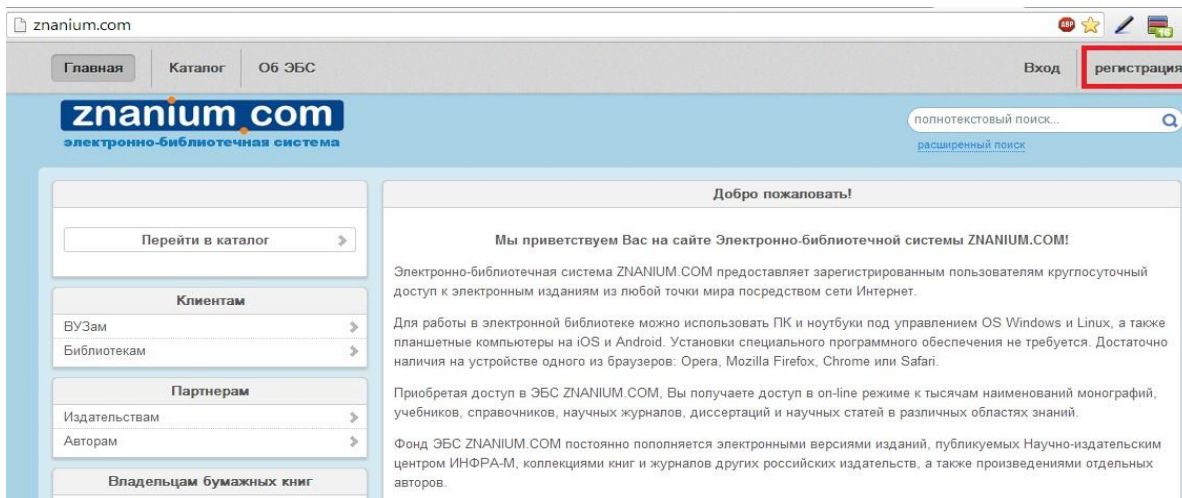 znanium.com
ABP
16
Главная Каталог Об ЭБС Вход регистрация
znanium.com
электронно-библиотечная система
полнотекстовый поиск...
расширенный поиск
Перейти в каталог
Клиентам
ВУЗам
Библиотекам
Партнерам
Издательствам
Авторам
Владельцам бумажных книг
Добро пожаловать!
Мы приветствуем Вас на сайте Электронно-библиотечной системы ZNANIUM.COM!
Электронно-библиотечная система ZNANIUM.COM предоставляет зарегистрированным пользователям круглосуточный
доступ к электронным изданиям из любой точки мира посредством сети Интернет.
Для работы в электронной библиотеке можно использовать ПК и ноутбуки под управлением OS Windows и Linux, а также
планшетные компьютеры на iOS и Android. Установки специального программного обеспечения не требуется. Достаточно
наличия на устройстве одного из браузеров: Opera, Mozilla Firefox, Chrome или Safari.
Приобретая доступ в ЭБС ZNANIUM.COM, Вы получаете доступ в on-line режиме к тысячам наименований монографий,
учебников, справочников, научных журналов, диссертаций и научных статей в различных областях знаний.
Фонд ЭБС ZNANIUM.COM постоянно пополняется электронными версиями изданий, публикуемых Научно-издательским
центром ИНФРА-М, коллекциями книг и журналов других российских издательств, а также произведениями отдельных
авторов.